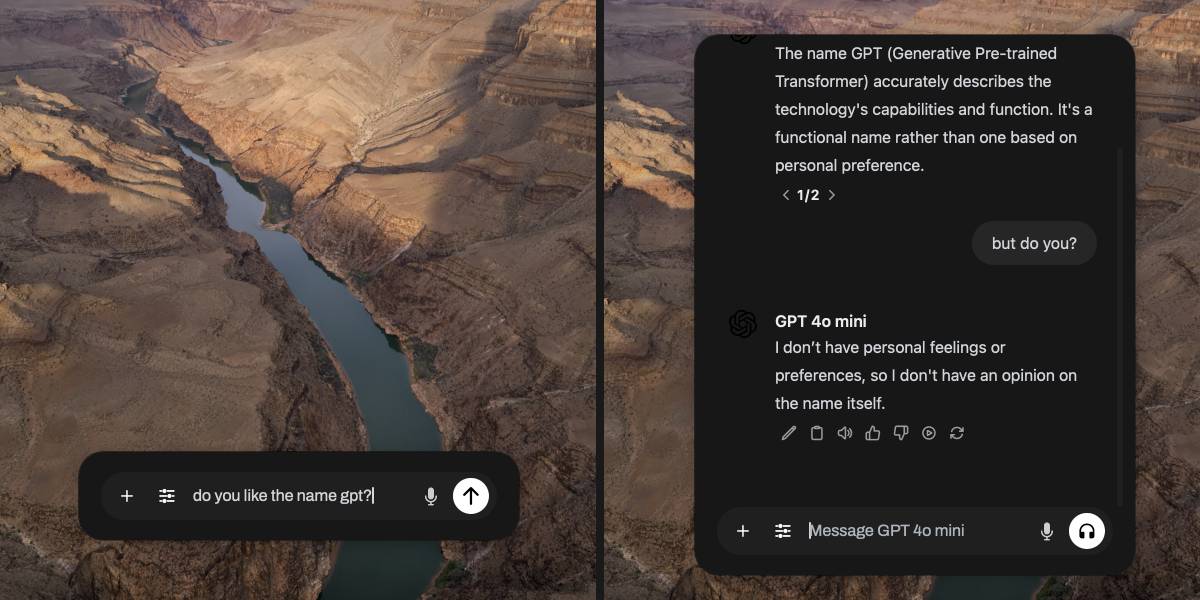 do you like the name gpt?
The name GPT (Generative Pre-trained
Transformer) accurately describes the
technology's capabilities and function. It's a
functional name rather than one based on
personal preference.
1/2
but do you?
GPT 4o mini
I don’t have personal feelings or
preferences, so I don't have an opinion on
the name itself.
Message GPT 4o mini